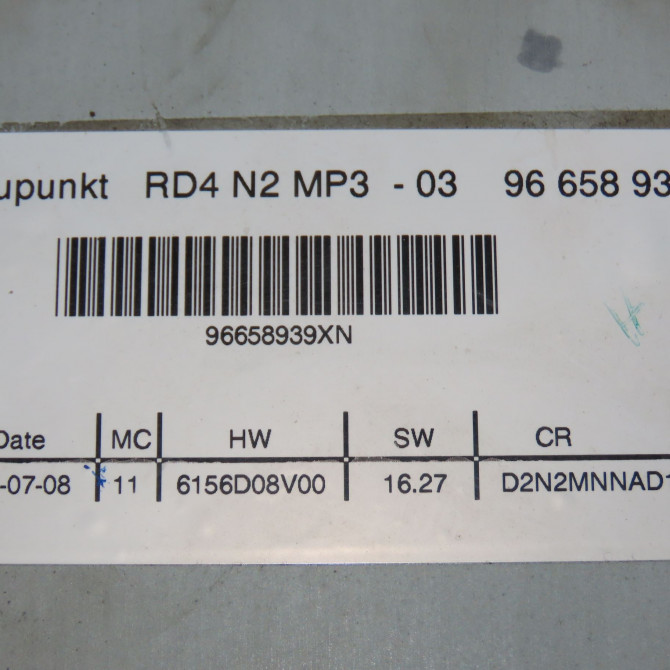 upunkt RD4 N2 MP3 - 03 96 658 93
96658939XN
Date MC HW SW CR
-07-08 11 6156D08V00 16.27 D2N2MNNAD1